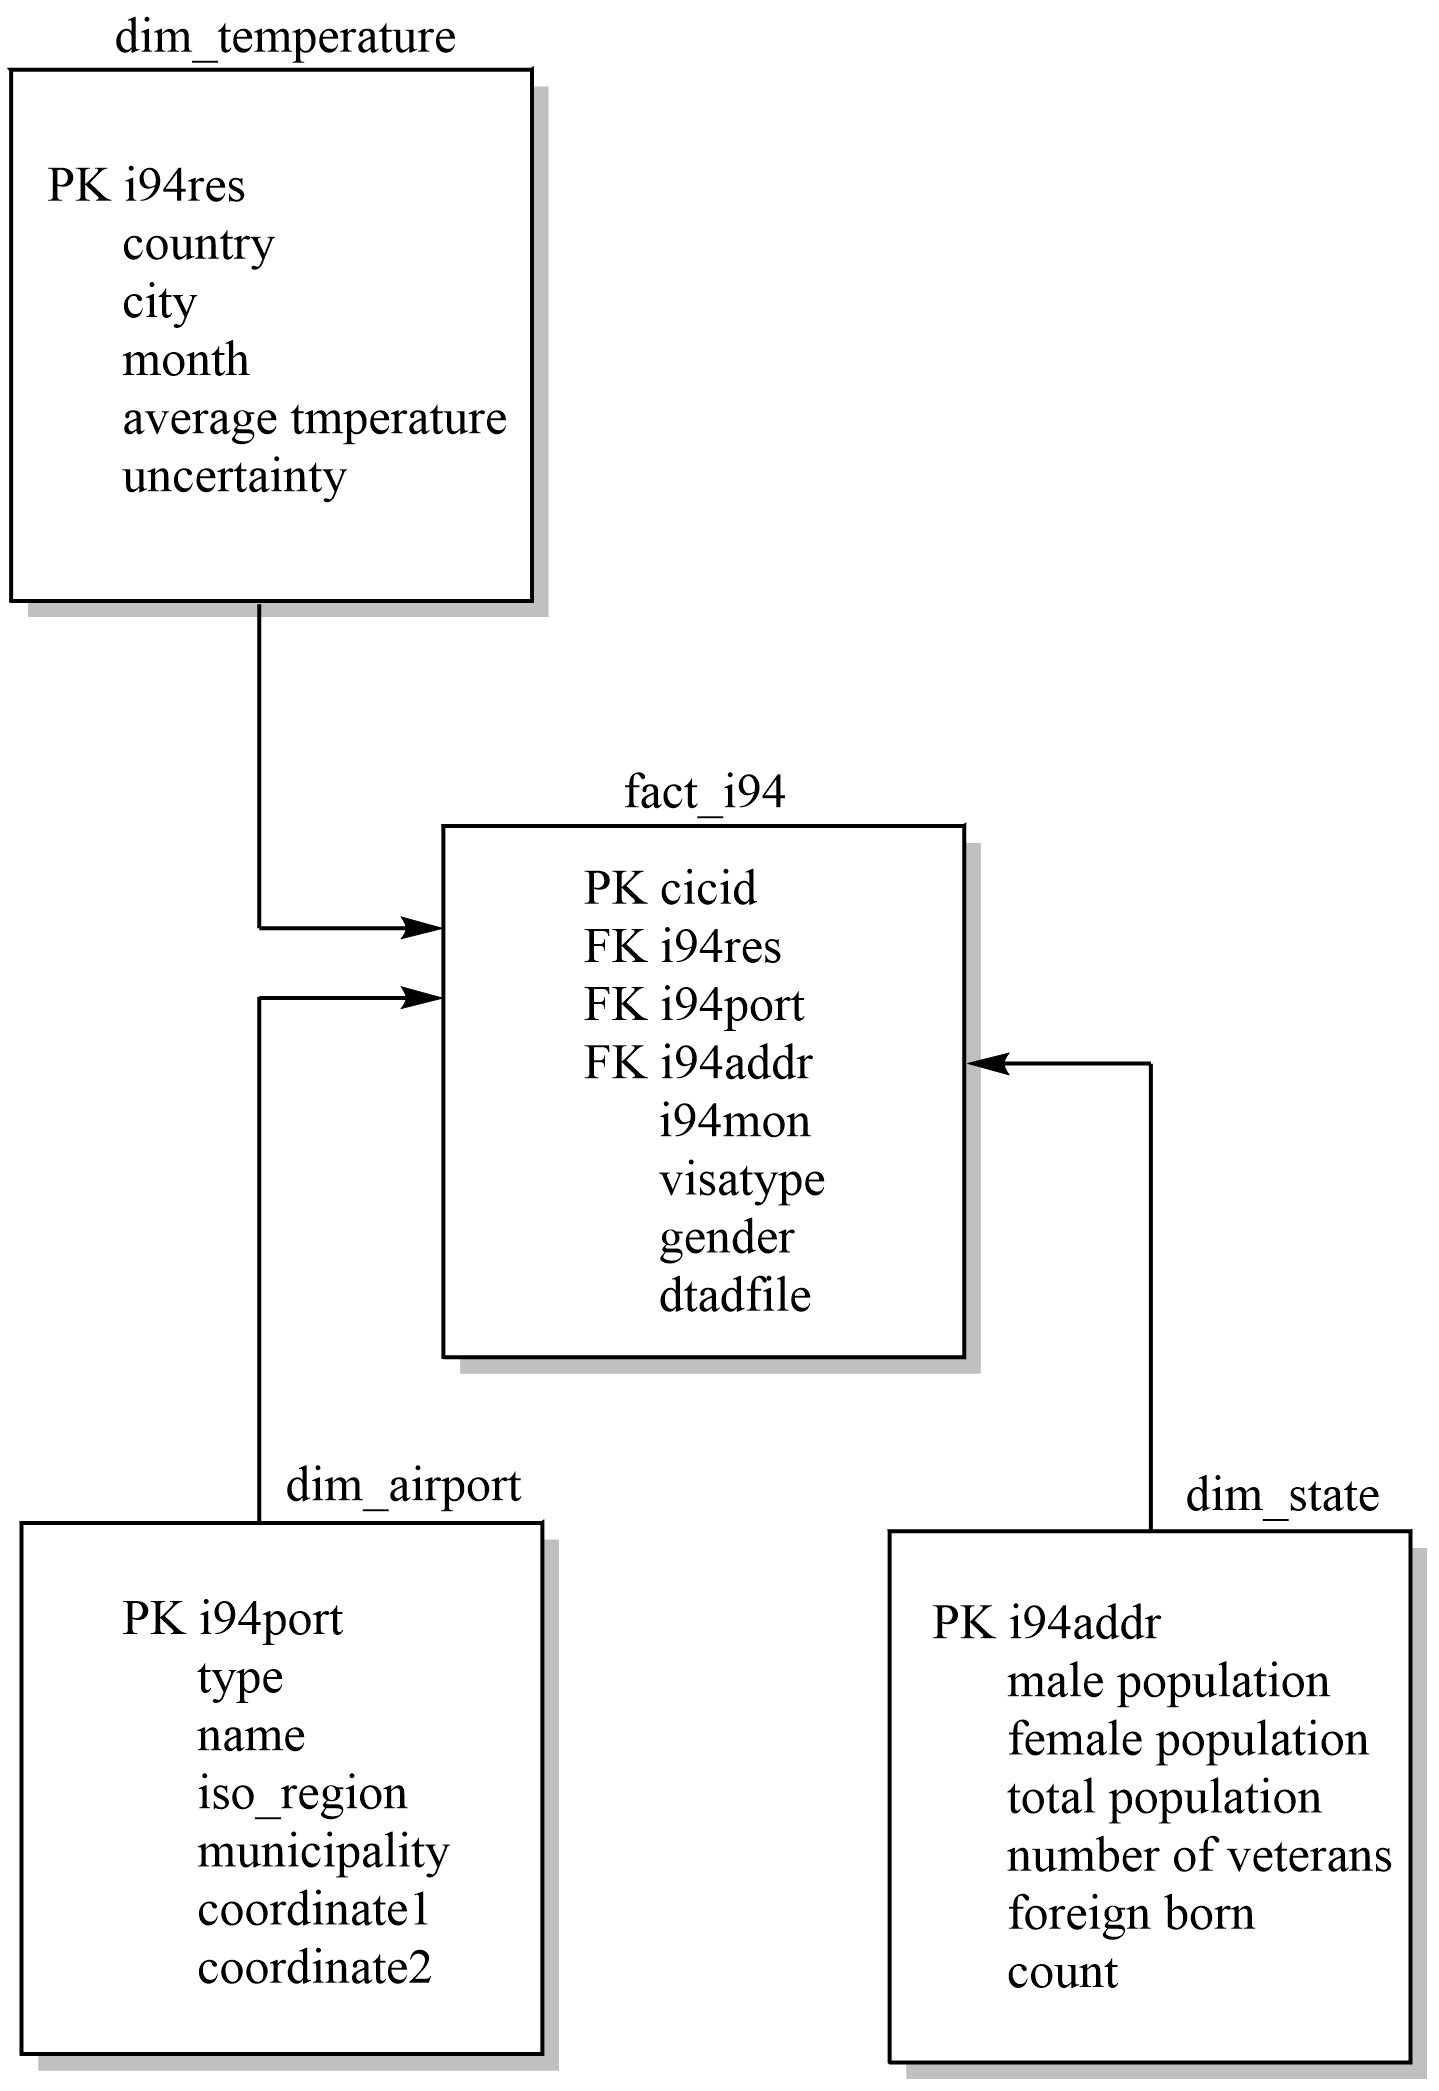 dim_temperature
PK i94res
country
city
month
average tmperature
uncertainty
fact_i94
PK cicid
FK i94res
FK i94port
FK i94addr
i94mon
visatype
gender
dtadfile
dim_airport
PK i94port
type
name
iso_region
municipality
coordinate1
coordinate2
dim_state
PK i94addr
male population
female population
total population
number of veterans
foreign born
count